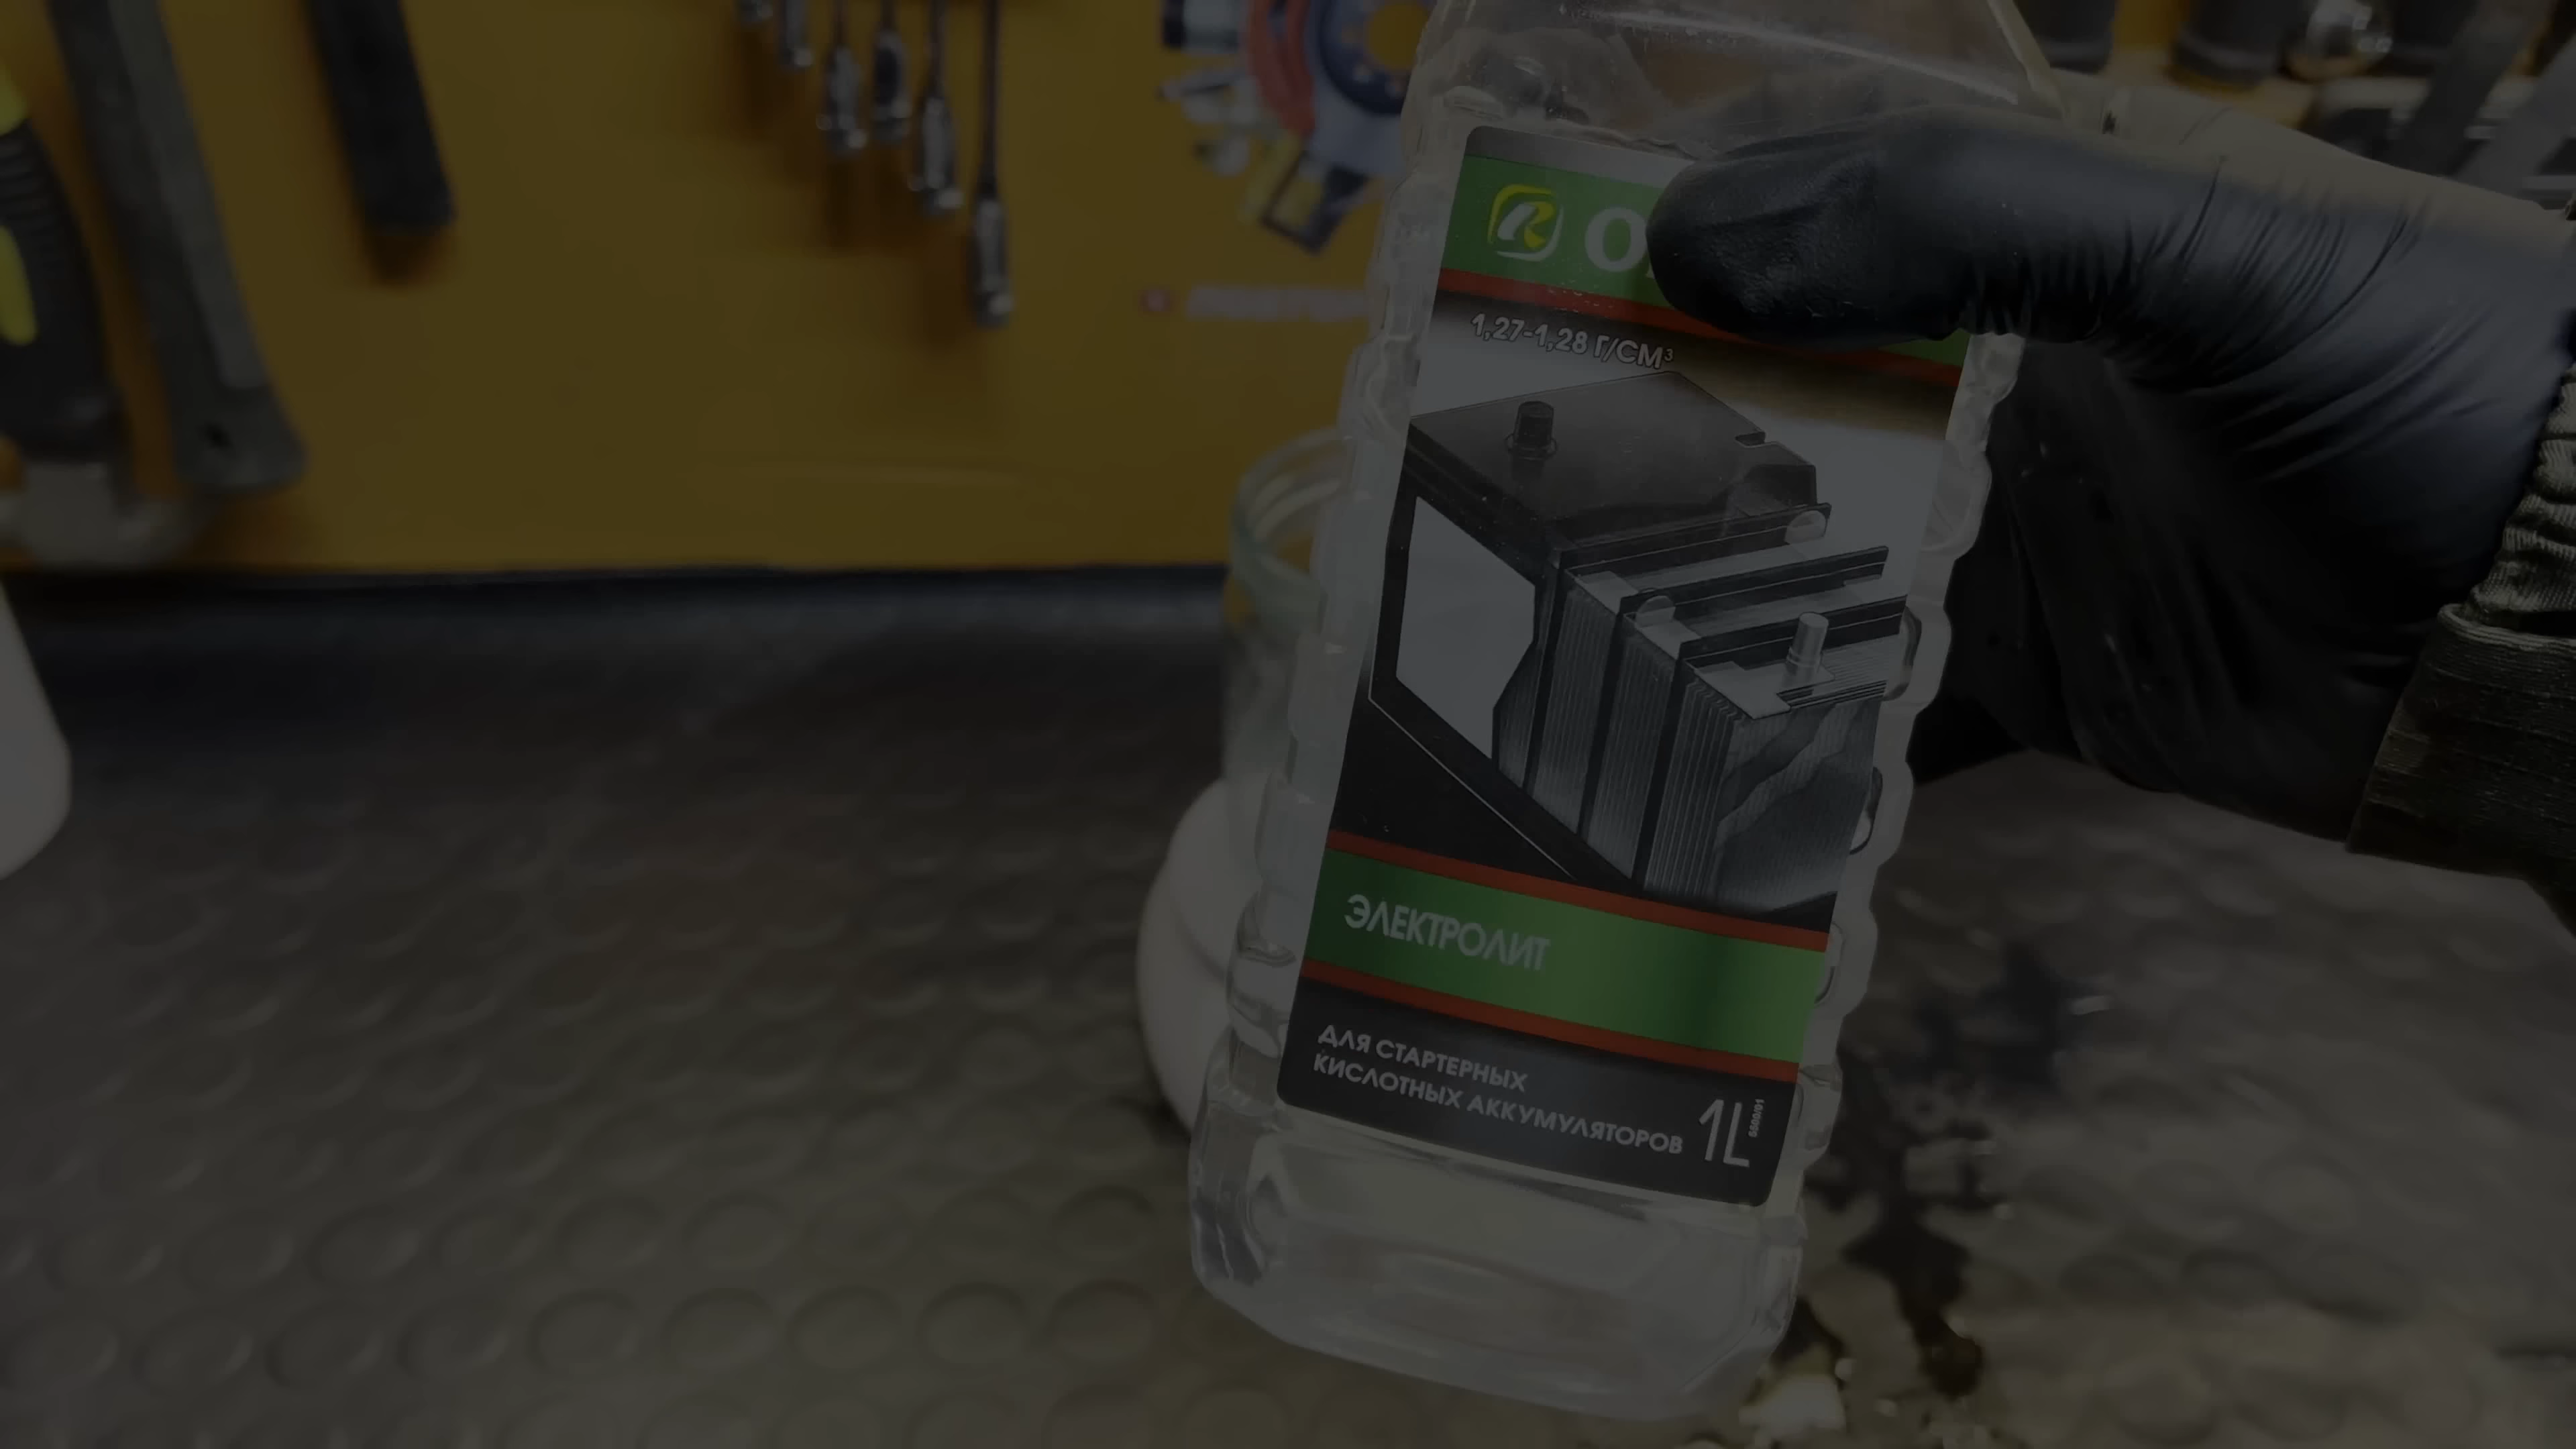 1,27-1,28 Г/СМ³
ЭЛЕКТРОЛИТ
ДЛЯ СТАРТЕРНЫХ
КИСЛОТНЫХ АККУМУЛЯТОРОВ
1L